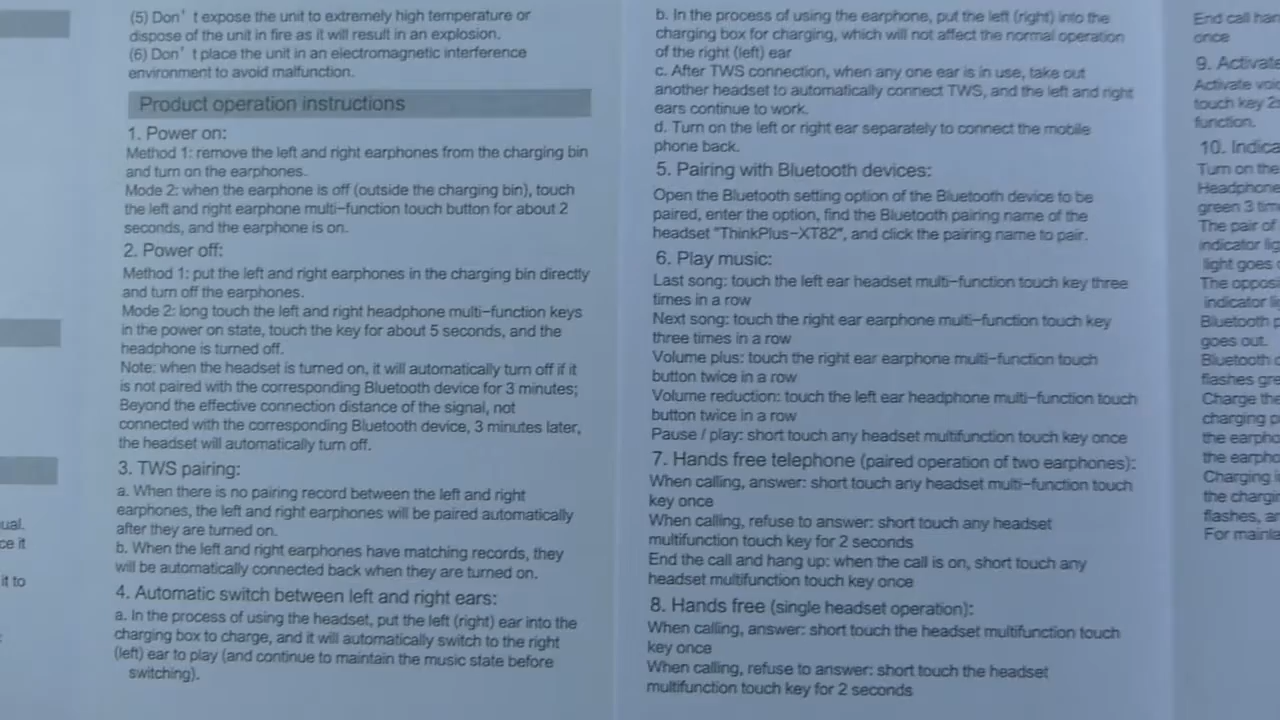 ual.
ce it
it to
(5) Don't expose the unit to extremely high temperature or
dispose of the unit in fire as it will result in an explosion.
(6) Don't place the unit in an electromagnetic interference
environment to avoid malfunction.
Product operation instructions
1. Power on:
Method 1: remove the left and right earphones from the charging bin
and turn on the earphones.
Mode 2: when the earphone is off (outside the charging bin), touch
the left and right earphone multi-function touch button for about 2
seconds, and the earphone is on.
2. Power off:
Method 1: put the left and right earphones in the charging bin directly
and turn off the earphones.
Mode 2: long touch the left and right headphone multi-function keys
in the power on state, touch the key for about 5 seconds, and the
headphone is turned off.
Note: when the headset is turned on, it will automatically turn off if it
is not paired with the corresponding Bluetooth device for 3 minutes;
Beyond the effective connection distance of the signal, not
connected with the corresponding Bluetooth device, 3 minutes later,
the headset will automatically turn off.
3. TWS pairing:
a. When there is no pairing record between the left and right
earphones, the left and right earphones will be paired automatically
after they are turned on.
b. When the left and right earphones have matching records, they
will be automatically connected back when they are turned on.
4. Automatic switch between left and right ears:
a. In the process of using the headset, put the left (right) ear into the
charging box to charge, and it will automatically switch to the right
(left) ear to play (and continue to maintain the music state before
switching).
b. In the process of using the earphone, put the left (right) into the
charging box for charging, which will not affect the normal operation
of the right (left) ear
c. After TWS connection, when any one ear is in use, take out
another headset to automatically connect TWS, and the left and right
ears continue to work.
d. Turn on the left or right ear separately to connect the mobile
phone back.
5. Pairing with Bluetooth devices:
Open the Bluetooth setting option of the Bluetooth device to be
paired, enter the option, find the Bluetooth pairing name of the
headset "ThinkPlus-XT82", and click the pairing name to pair.
6. Play music:
Last song: touch the left ear headset multi-function touch key three
times in a row
Next song: touch the right ear earphone multi-function touch key
three times in a row
Volume plus: touch the right ear earphone multi-function touch
button twice in a row
Volume reduction: touch the left ear headphone multi-function touch
button twice in a row
Pause / play: short touch any headset multifunction touch key once
7. Hands free telephone (paired operation of two earphones):
When calling, answer: short touch any headset multi-function touch
key once
When calling, refuse to answer: short touch any headset
multifunction touch key for 2 seconds
End the call and hang up: when the call is on, short touch any
headset multifunction touch key once
8. Hands free (single headset operation):
When calling, answer: short touch the headset multifunction touch
key once
When calling, refuse to answer: short touch the headset
multifunction touch key for 2 seconds
End call han
once
9. Activate
Activate voi
touch key 2
function.
10. Indica
Turn on the
Headphone
green 3 tim
The pair of
indicator lig
light goes
The opposi
indicator li
Bluetooth p
goes out.
Bluetooth
flashes gre
Charge the
charging p
the earpho
the earpho
Charging i
the chargi
flashes, a
For mainte